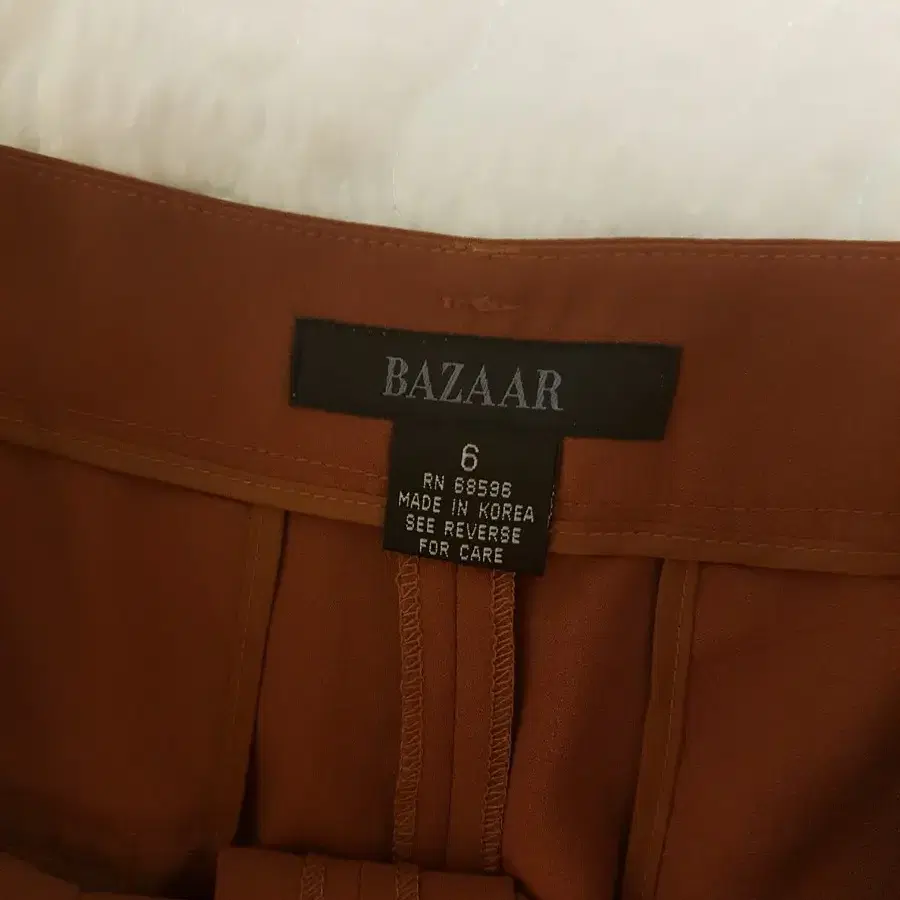 BAZAAR
6
RN 68596
MADE IN KOREA
SEE REVERSE
FOR CARE